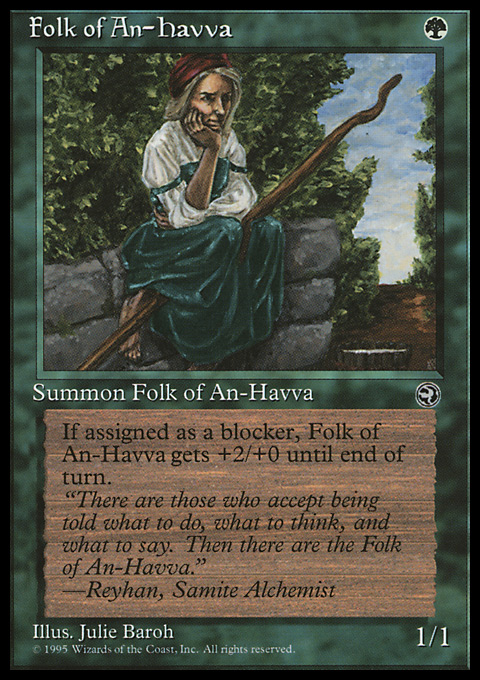 Folk of An-Havva
Summon Folk of An-Havva
If assigned as a blocker, Folk of
An-Havva gets +2/+0 until end of
turn.
“There are those who accept being
told what to do, what to think, and
what to say. Then there are the Folk
of An-Havva.”
—Reyhan, Samite Alchemist
Illus. Julie Baroh
1/1
© 1995 Wizards of the Coast, Inc. All rights reserved.